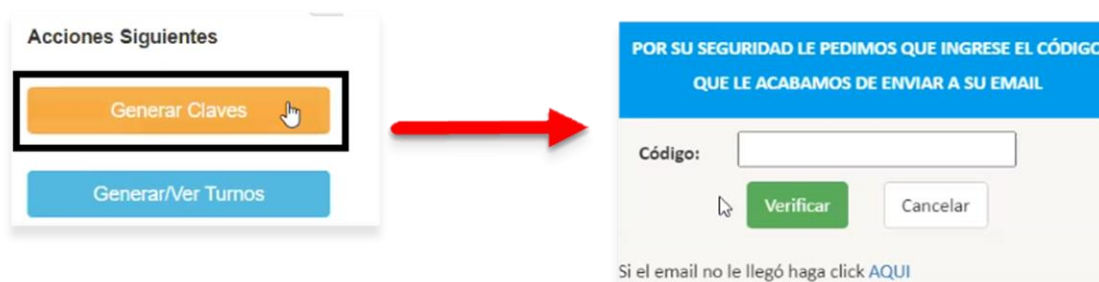 Acciones Siguientes
Generar Claves
Generar/Ver Turnos
POR SU SEGURIDAD LE PEDIMOS QUE INGRESE EL CÓDIGO
QUE LE ACABAMOS DE ENVIAR A SU EMAIL
Código:
Verificar Cancelar
Si el email no le llegó haga click AQUI